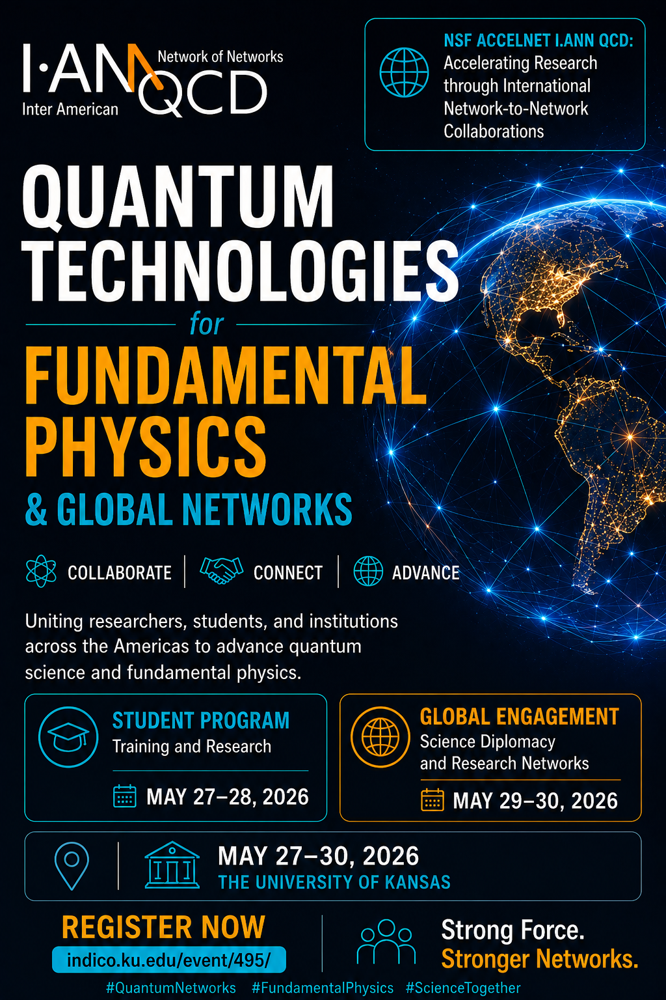 I·ANN
Network of Networks
QCD
Inter American
NSF ACCELNET I.ANN QCD:
Accelerating Research
through International
Network-to-Network
Collaborations
QUANTUM
TECHNOLOGIES
for
FUNDAMENTAL
PHYSICS
& GLOBAL NETWORKS
COLLABORATE
CONNECT
ADVANCE
Uniting researchers, students, and institutions
across the Americas to advance quantum
science and fundamental physics.
STUDENT PROGRAM
Training and Research
MAY 27–28, 2026
GLOBAL ENGAGEMENT
Science Diplomacy
and Research Networks
MAY 29–30, 2026
MAY 27–30, 2026
THE UNIVERSITY OF KANSAS
REGISTER NOW
indico.ku.edu/event/495/
Strong Force.
Stronger Networks.
#QuantumNetworks #FundamentalPhysics #ScienceTogether